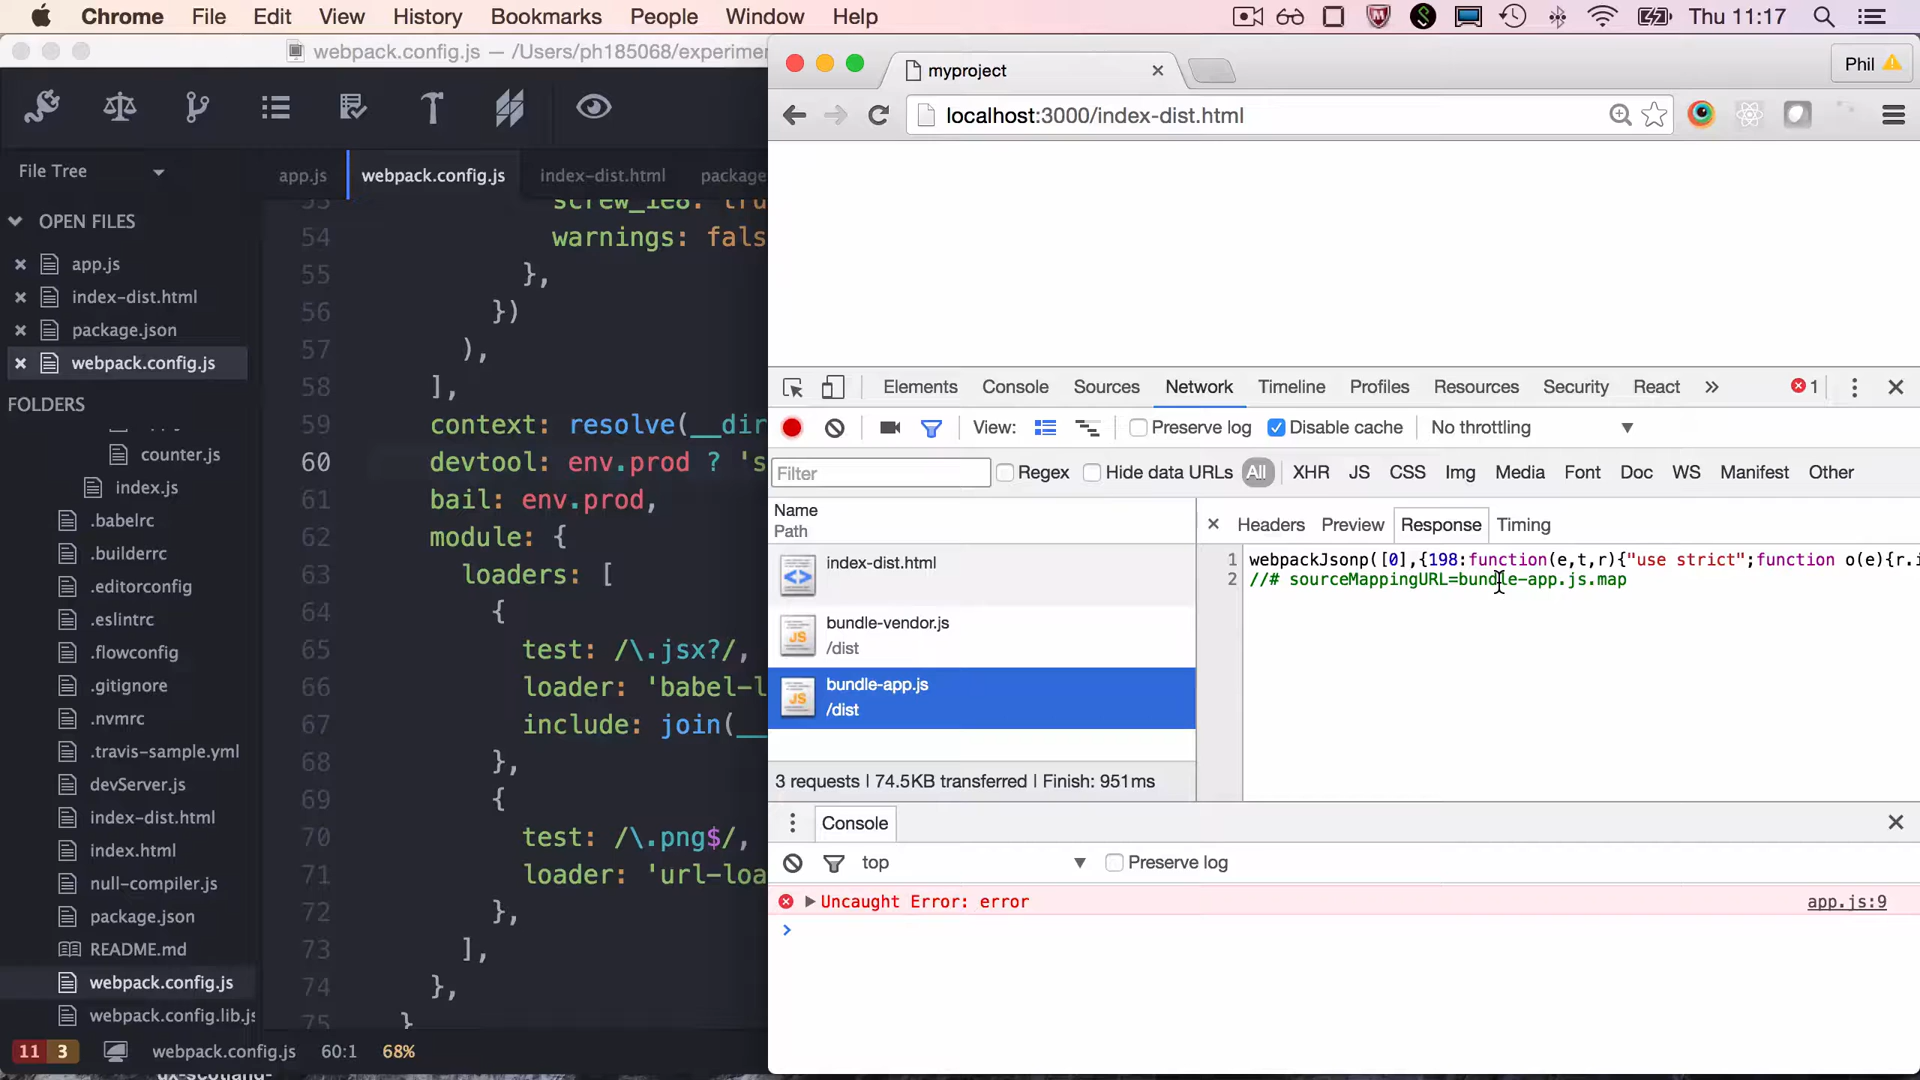 Chrome File Edit View History Bookmarks People Window Help Thu 11:17
webpack.config.js — /Users/ph185068/experimen
myproject
Phil
localhost:3000/index-dist.html
File Tree
app.js webpack.config.js index-dist.html package
OPEN FILES
app.js
index-dist.html
package.json
webpack.config.js
FOLDERS
counter.js
index.js
.babelrc
.builderrc
.editorconfig
.eslintrc
.flowconfig
.gitignore
.nvmrc
.travis-sample.yml
devServer.js
index-dist.html
index.html
null-compiler.js
package.json
README.md
webpack.config.js
webpack.config.lib.js
53 screw_ie8: tru
54 warnings: fals
55 },
56 })
57 ),
58 ],
59 context: resolve(__dir
60 devtool: env.prod ? 's
61 bail: env.prod,
62 module: {
63 loaders: [
64 {
65 test: /\.jsx?/,
66 loader: 'babel-l
67 include: join(__
68 },
69 {
70 test: /\.png$/,
71 loader: 'url-loa
72 },
73 ],
74 },
75 }
11 3 webpack.config.js 60:1 68%
Elements Console Sources Network Timeline Profiles Resources Security React » 1
View: Preserve log Disable cache No throttling
Filter Regex Hide data URLs All XHR JS CSS Img Media Font Doc WS Manifest Other
Name
Path
index-dist.html
bundle-vendor.js
/dist
bundle-app.js
/dist
3 requests | 74.5KB transferred | Finish: 951ms
Headers Preview Response Timing
1 webpackJsonp([0],{198:function(e,t,r){"use strict";function o(e){r.i
2 //# sourceMappingURL=bundle-app.js.map
Console
top Preserve log
Uncaught Error: error app.js:9